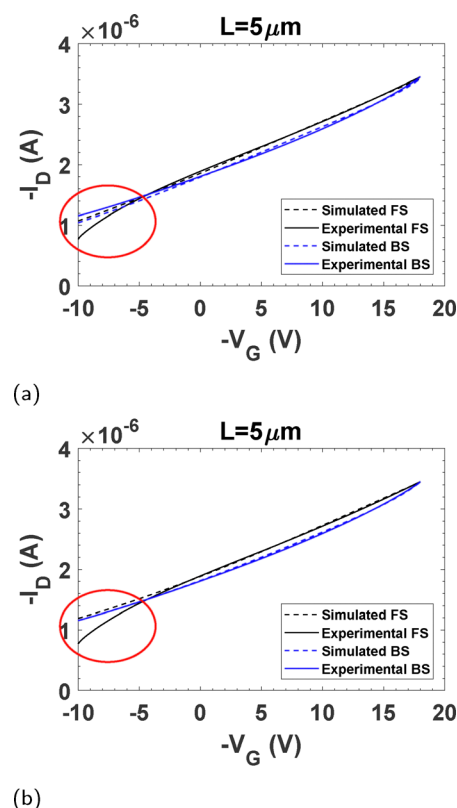 L=5μm
×10⁻⁶
4
3
2
1
0
-I_D (A)
-10 -5 0 5 10 15 20
-V_G (V)
Simulated FS
Experimental FS
Simulated BS
Experimental BS
(a)
L=5μm
×10⁻⁶
4
3
2
1
0
-I_D (A)
-10 -5 0 5 10 15 20
-V_G (V)
Simulated FS
Experimental FS
Simulated BS
Experimental BS
(b)